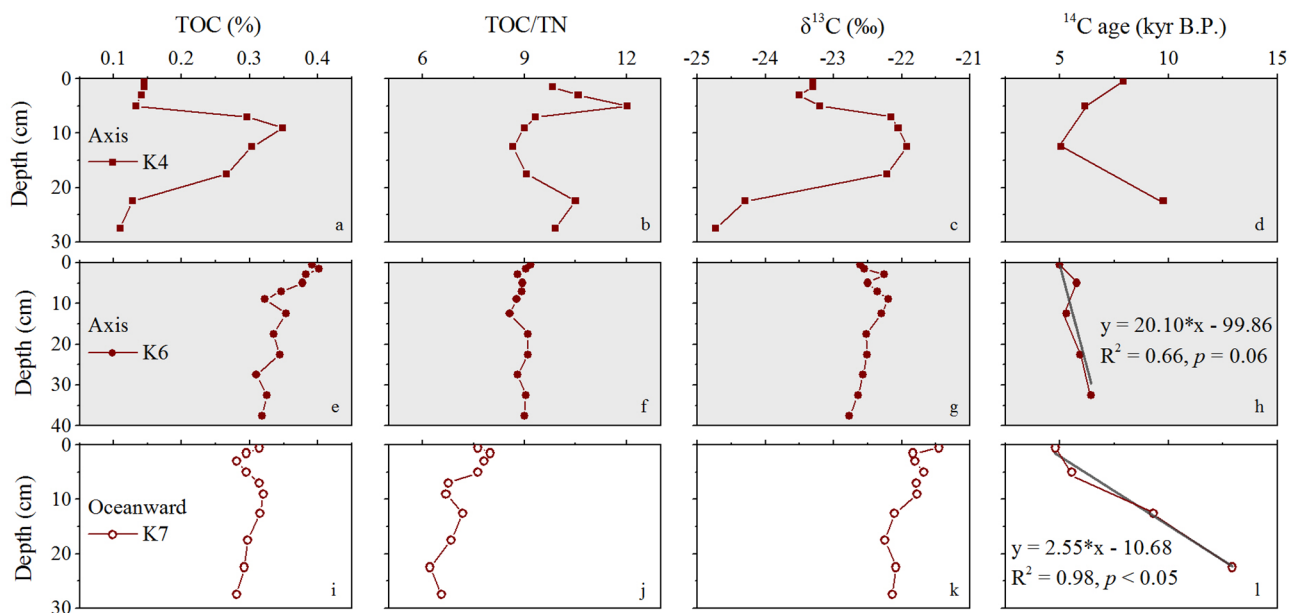 TOC (%)
TOC/TN
δ¹³C (‰)
¹⁴C age (kyr B.P.)
0.1 0.2 0.3 0.4
6 8 10 12
-25 -24 -23 -22 -21
5 10 15
Depth (cm)
0
10
20
30
Axis
K4
a
b
c
d
Depth (cm)
0
10
20
30
40
Axis
K6
e
f
g
y = 20.10*x - 99.86
R² = 0.66, p = 0.06
h
Depth (cm)
0
10
20
30
Oceanward
K7
i
j
k
y = 2.55*x - 10.68
R² = 0.98, p < 0.05
l